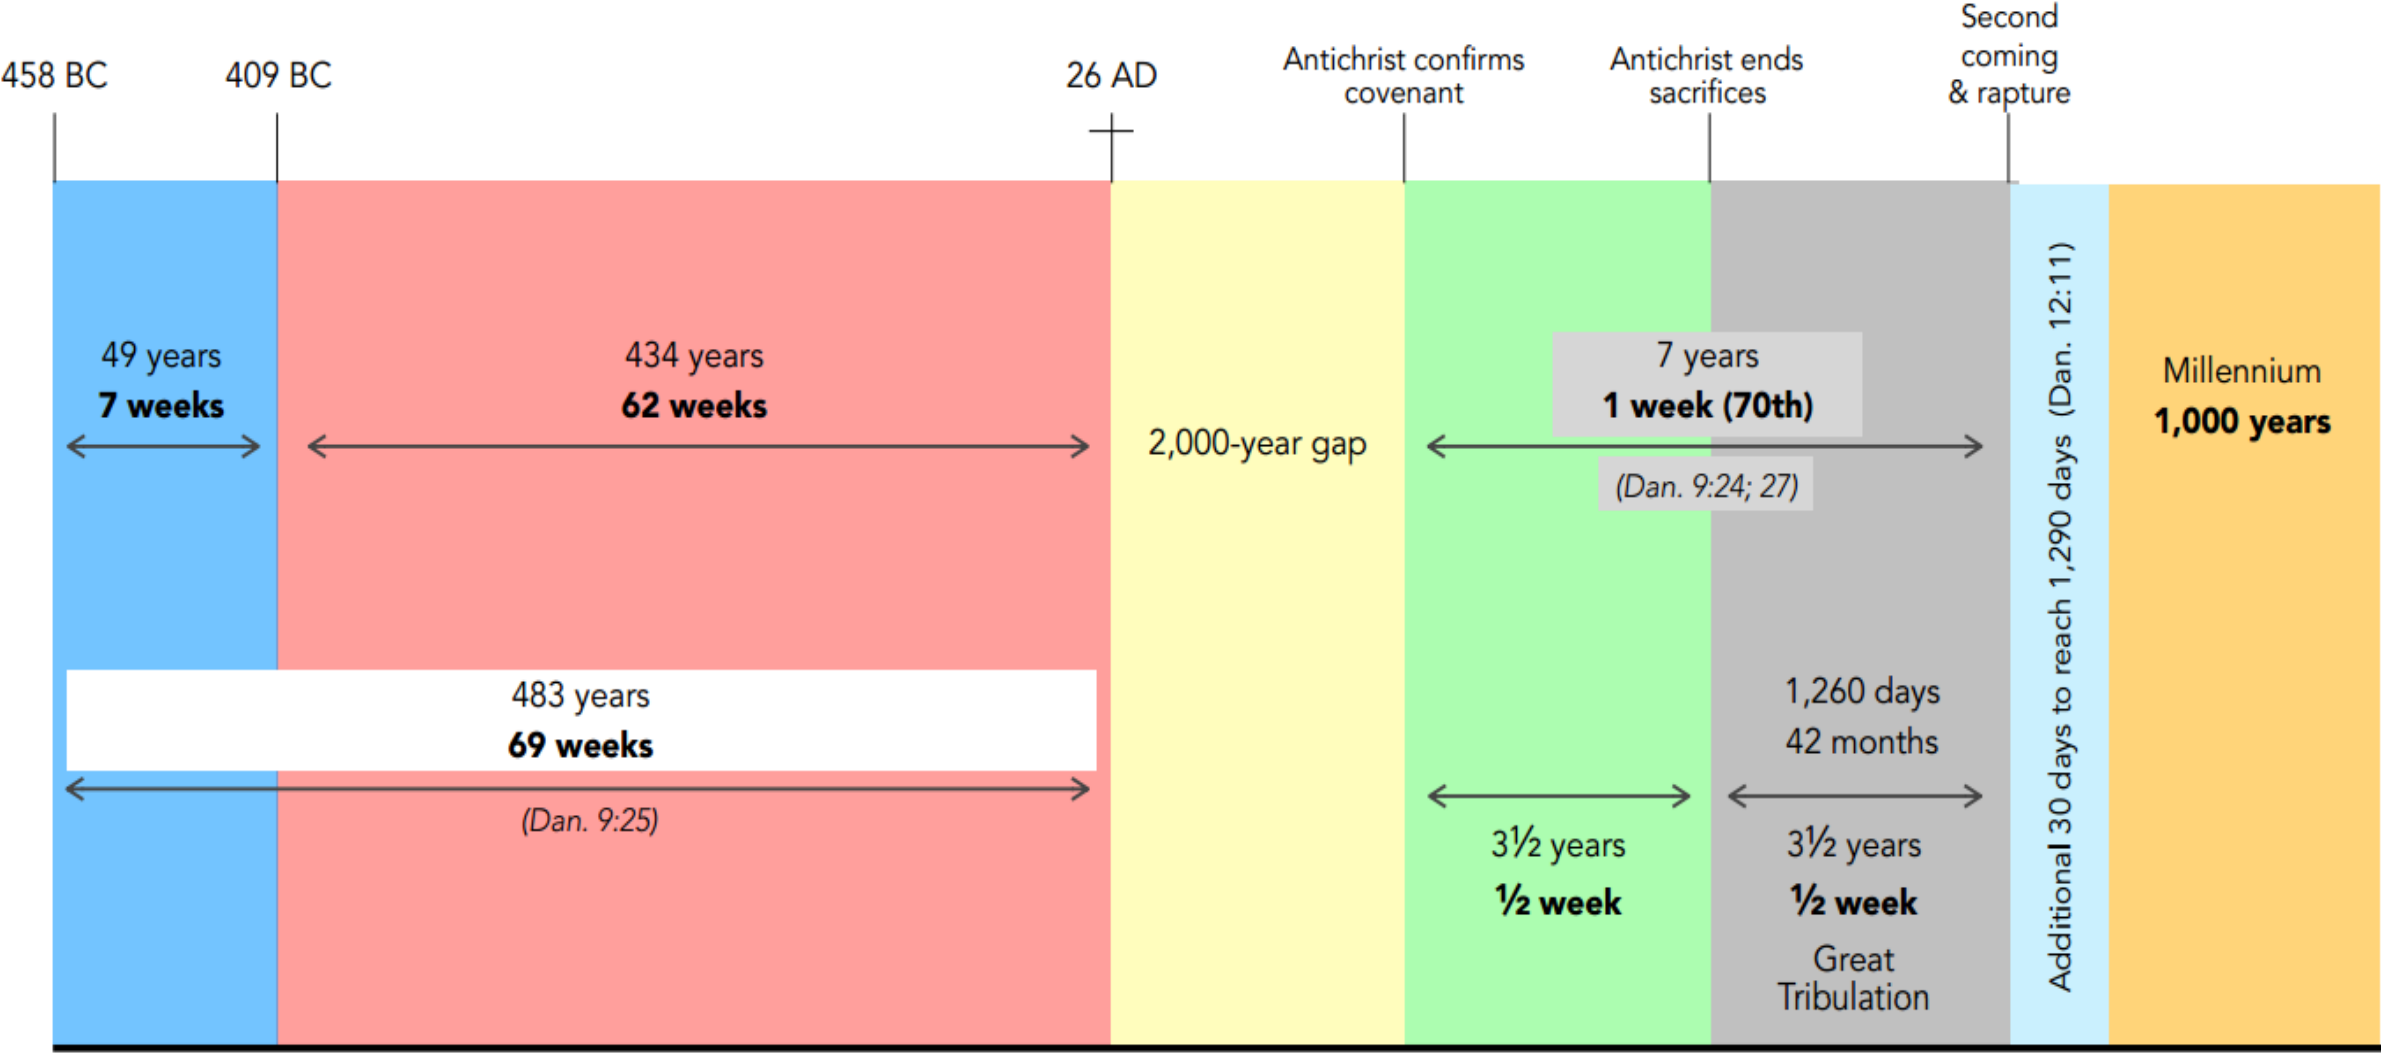 458 BC
409 BC
26 AD
Antichrist confirms
covenant
Antichrist ends
sacrifices
Second
coming
& rapture
49 years
7 weeks
434 years
62 weeks
2,000-year gap
7 years
1 week (70th)
(Dan. 9:24; 27)
Additional 30 days to reach 1,290 days (Dan. 12:11)
Millennium
1,000 years
483 years
69 weeks
(Dan. 9:25)
1,260 days
42 months
3½ years
½ week
3½ years
½ week
Great
Tribulation